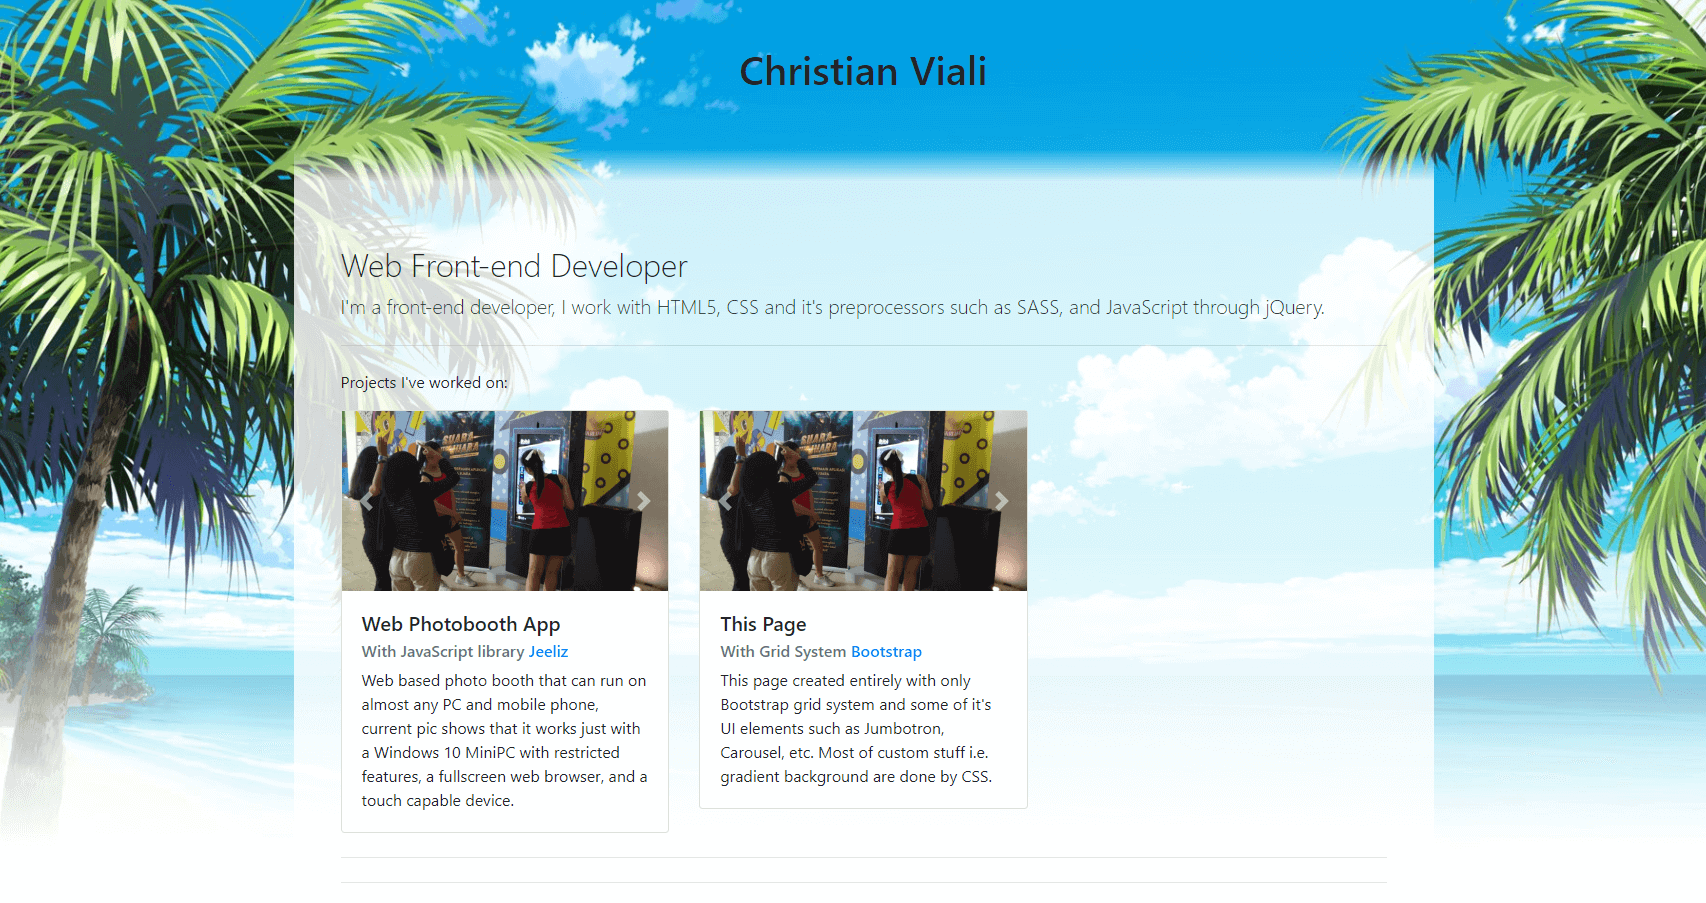 Christian Viali
Web Front-end Developer
I'm a front-end developer, I work with HTML5, CSS and it's preprocessors such as SASS, and JavaScript through jQuery.
Projects I've worked on:
SHARA
SHARA
Web Photobooth App
With JavaScript library Jeeliz
Web based photo booth that can run on
almost any PC and mobile phone,
current pic shows that it works just with
a Windows 10 MiniPC with restricted
features, a fullscreen web browser, and a
touch capable device.
This Page
With Grid System Bootstrap
This page created entirely with only
Bootstrap grid system and some of it's
UI elements such as Jumbotron,
Carousel, etc. Most of custom stuff i.e.
gradient background are done by CSS.